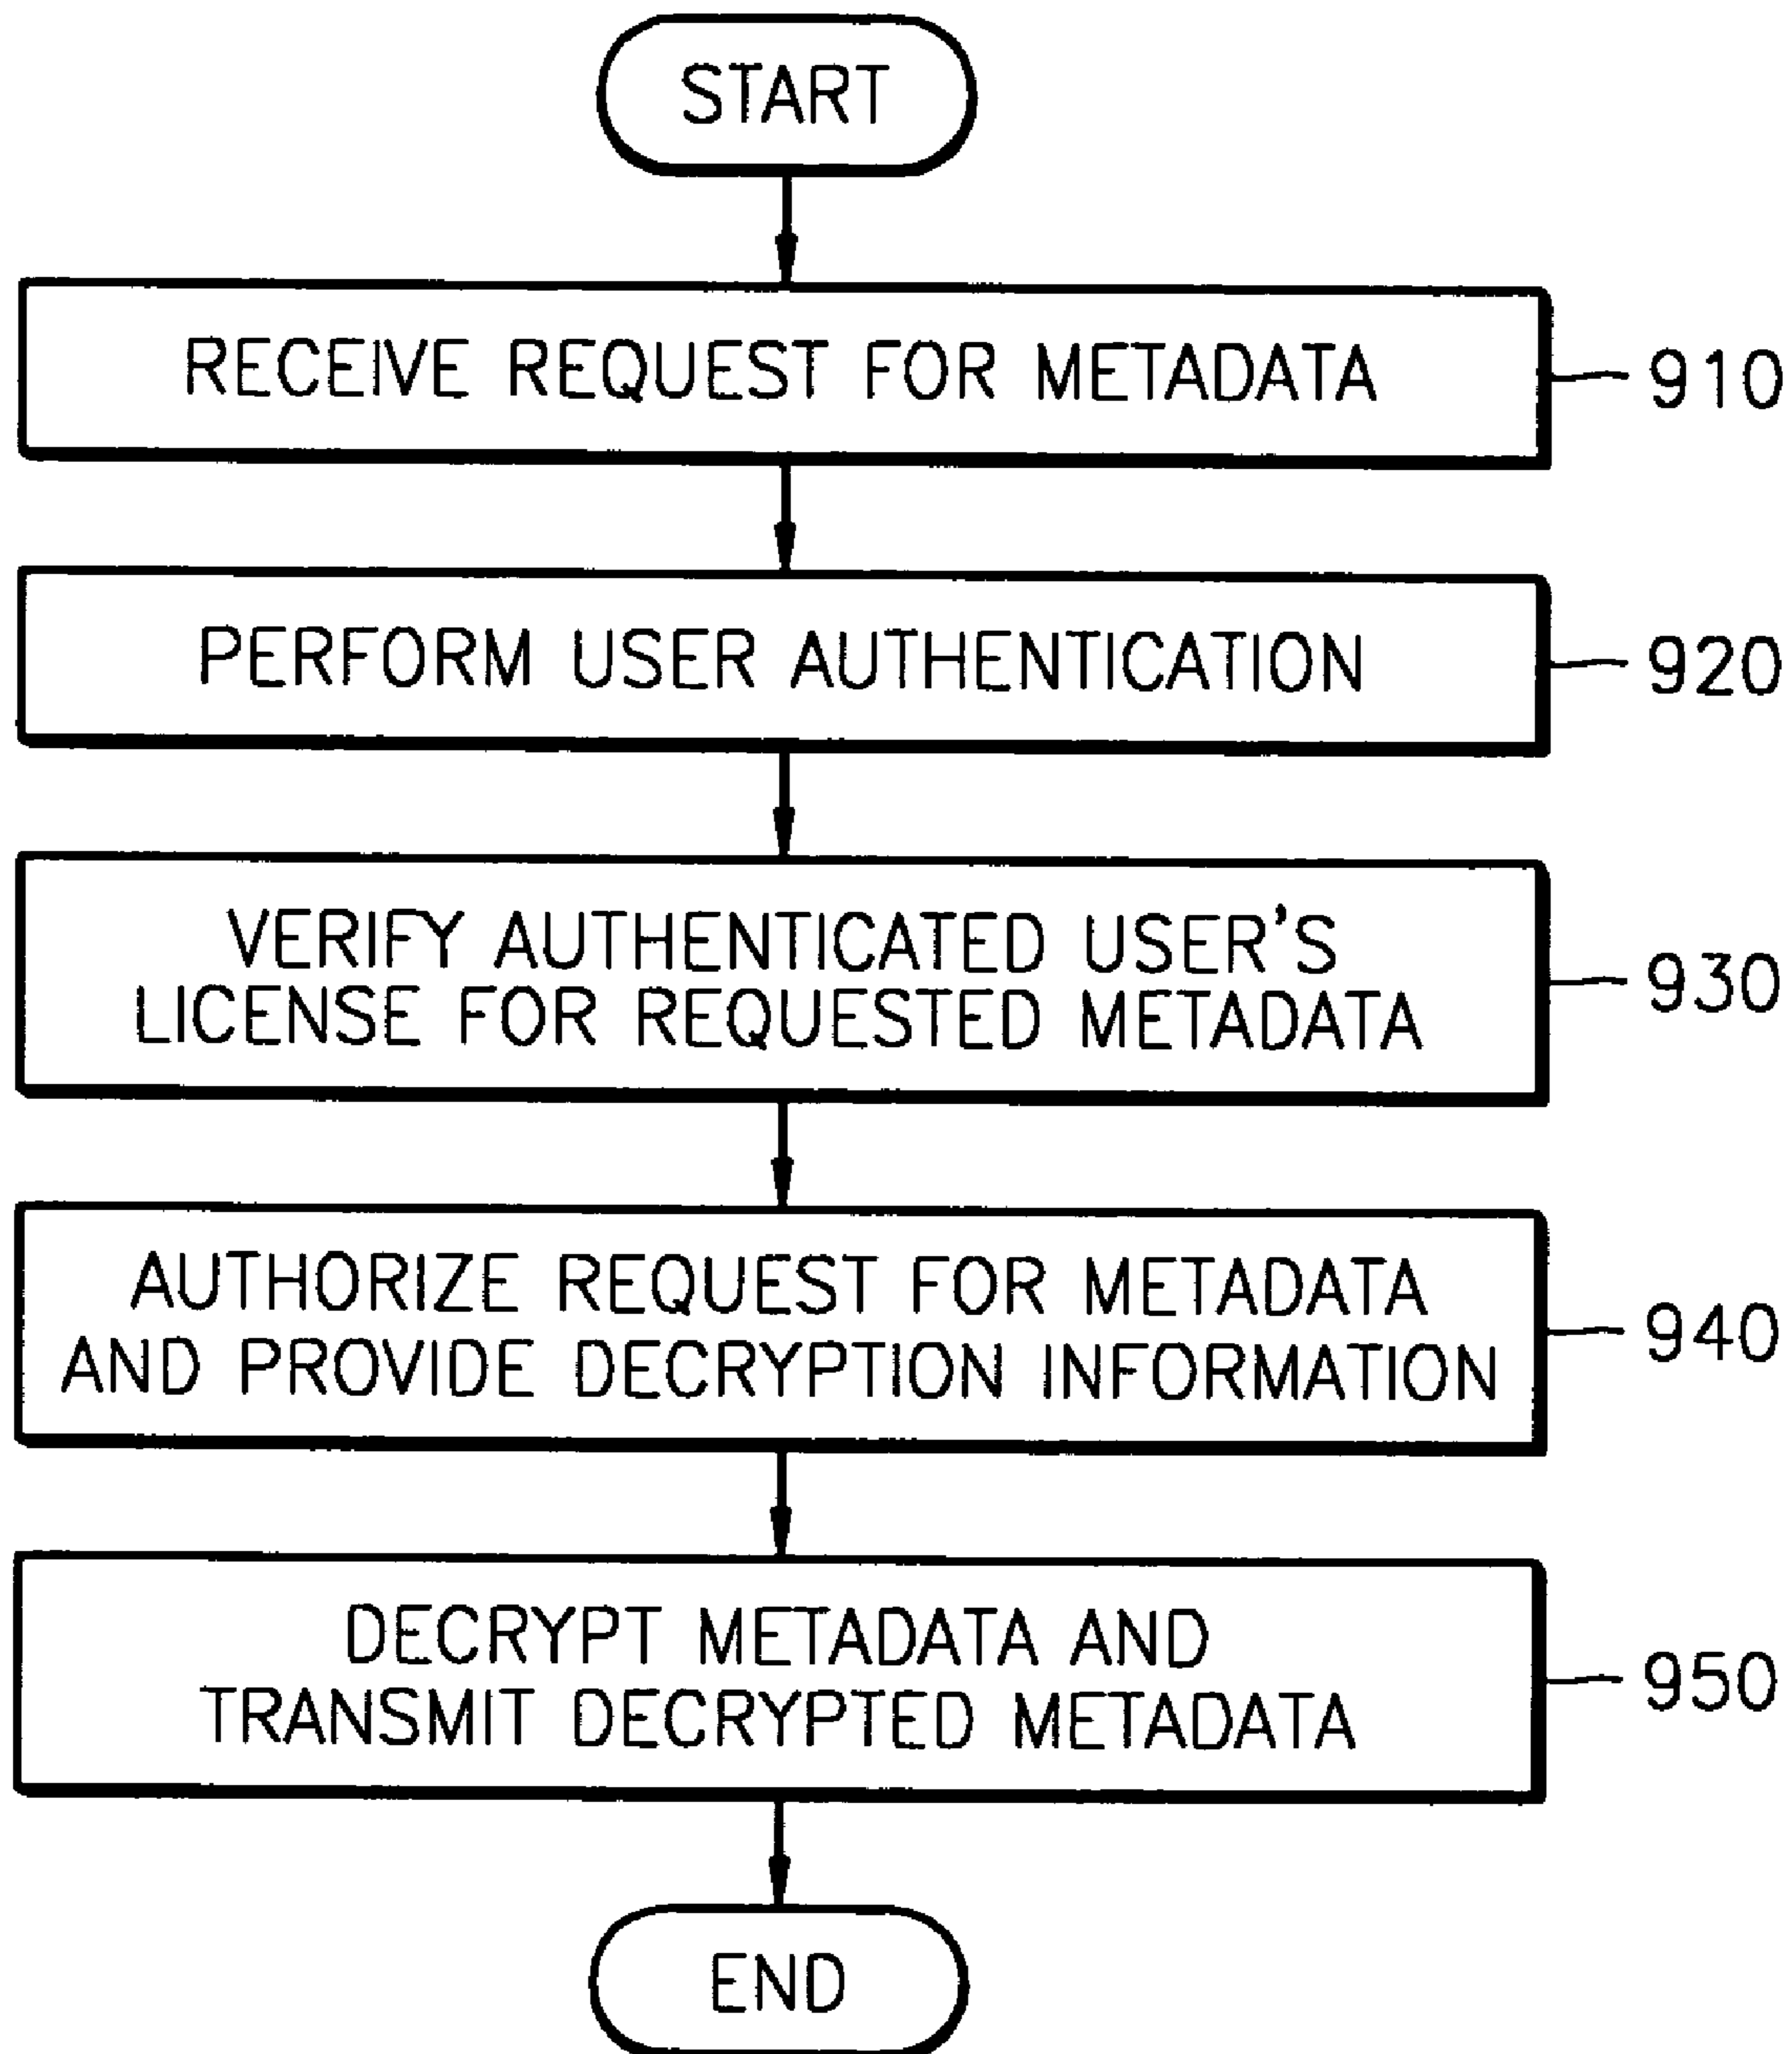 START
RECEIVE REQUEST FOR METADATA
910
PERFORM USER AUTHENTICATION
920
VERIFY AUTHENTICATED USER'S
LICENSE FOR REQUESTED METADATA
930
AUTHORIZE REQUEST FOR METADATA
AND PROVIDE DECRYPTION INFORMATION
940
DECRYPT METADATA AND
TRANSMIT DECRYPTED METADATA
950
END